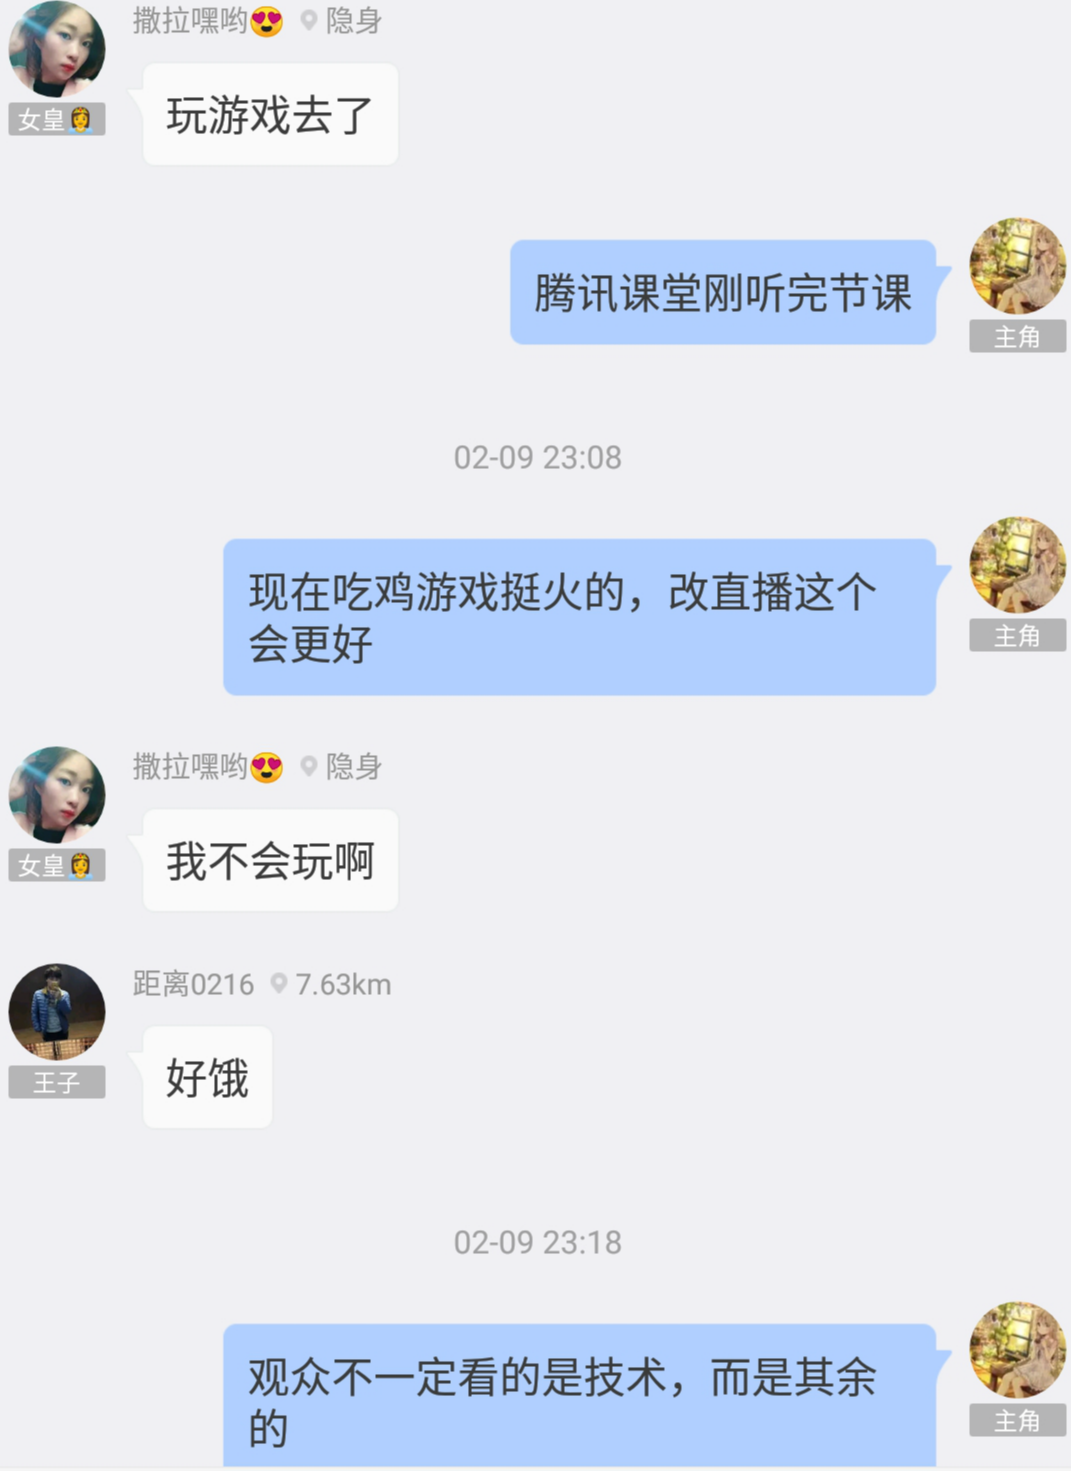 撒拉嘿哟😍 隐身
女皇👸
玩游戏去了
腾讯课堂刚听完节课
主角
02-09 23:08
现在吃鸡游戏挺火的，改直播这个
会更好
主角
撒拉嘿哟😍 隐身
女皇👸
我不会玩啊
距离0216 7.63km
王子
好饿
02-09 23:18
观众不一定看的是技术，而是其余
的
主角